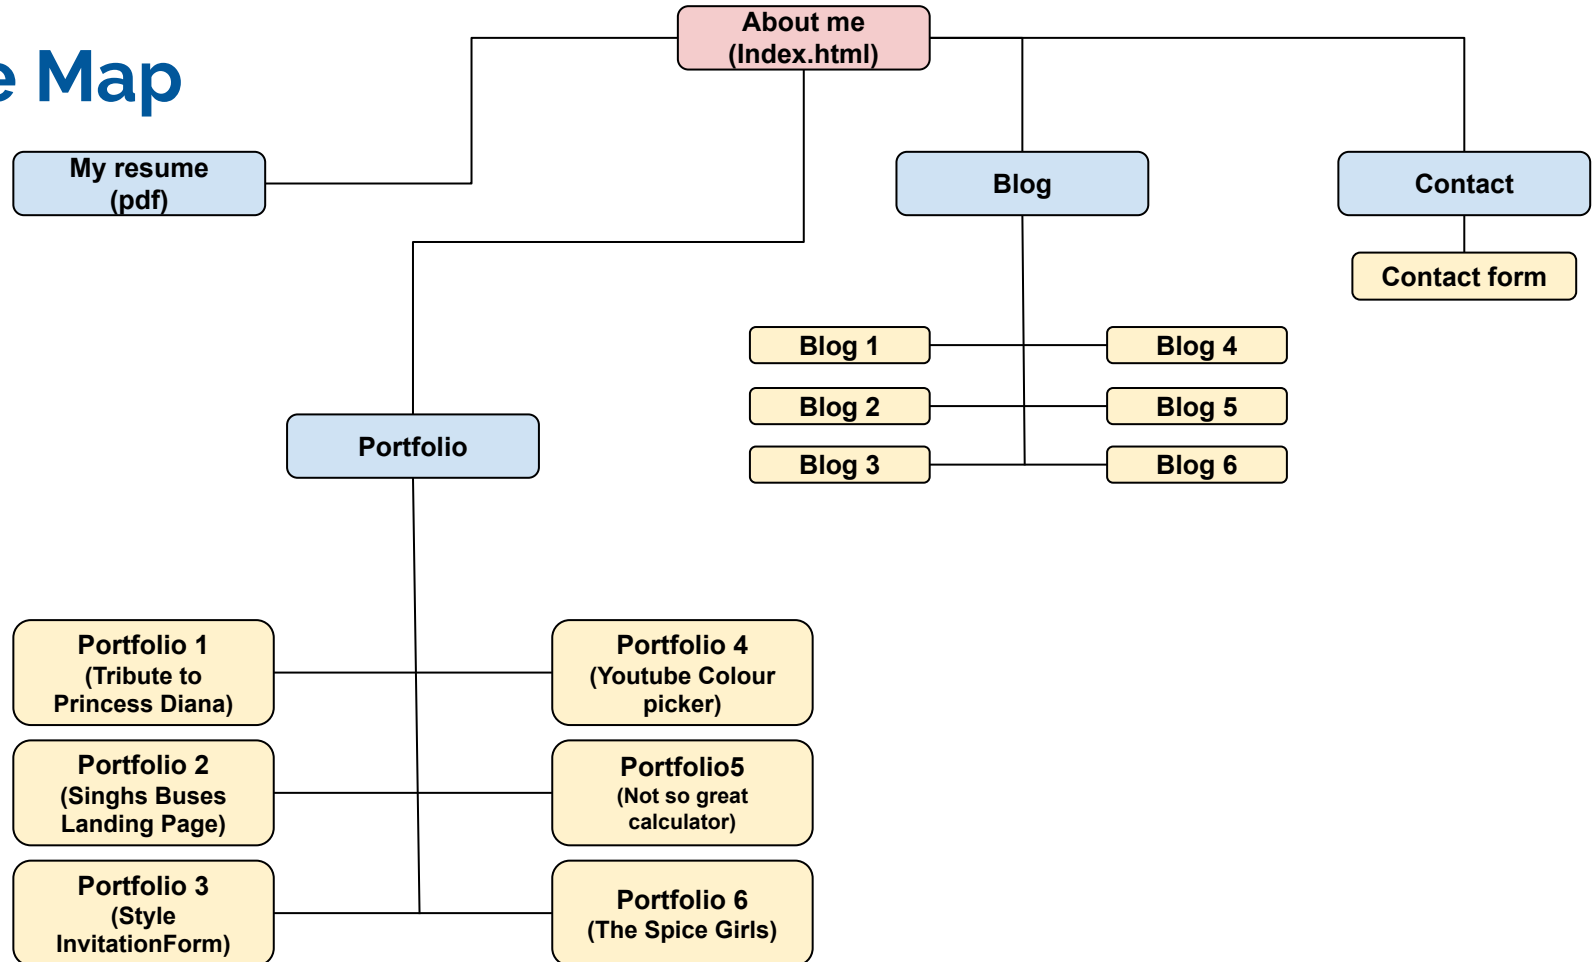 e Map
About me
(Index.html)
My resume
(pdf)
Blog
Contact
Contact form
Blog 1
Blog 4
Blog 2
Blog 5
Blog 3
Blog 6
Portfolio
Portfolio 1
(Tribute to
Princess Diana)
Portfolio 4
(Youtube Colour
picker)
Portfolio 2
(Singhs Buses
Landing Page)
Portfolio5
(Not so great
calculator)
Portfolio 3
(Style
InvitationForm)
Portfolio 6
(The Spice Girls)